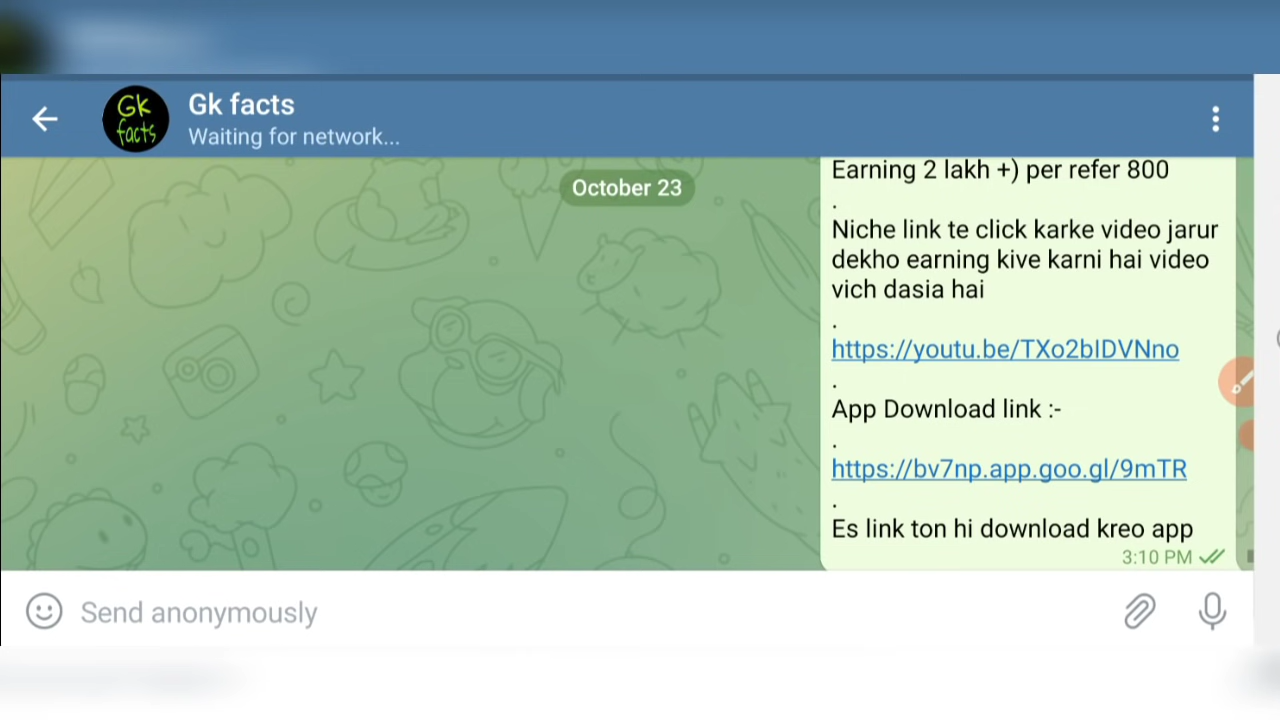 Gk
facts
Gk facts
Waiting for network...
October 23
Earning 2 lakh +) per refer 800
.
Niche link te click karke video jarur
dekho earning kive karni hai video
vich dasia hai
.
https://youtu.be/TXo2bIDVNno
.
App Download link :-
.
https://bv7np.app.goo.gl/9mTR
.
Es link ton hi download kreo app
3:10 PM
Send anonymously